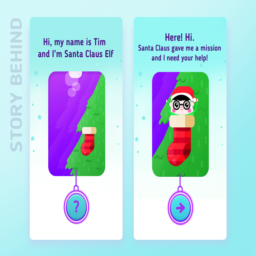 STORY BEHIND
Hi, my name is Tim
and I'm Santa Claus Elf
?
Here! Hi.
Santa Claus gave me a mission
and I need your help!